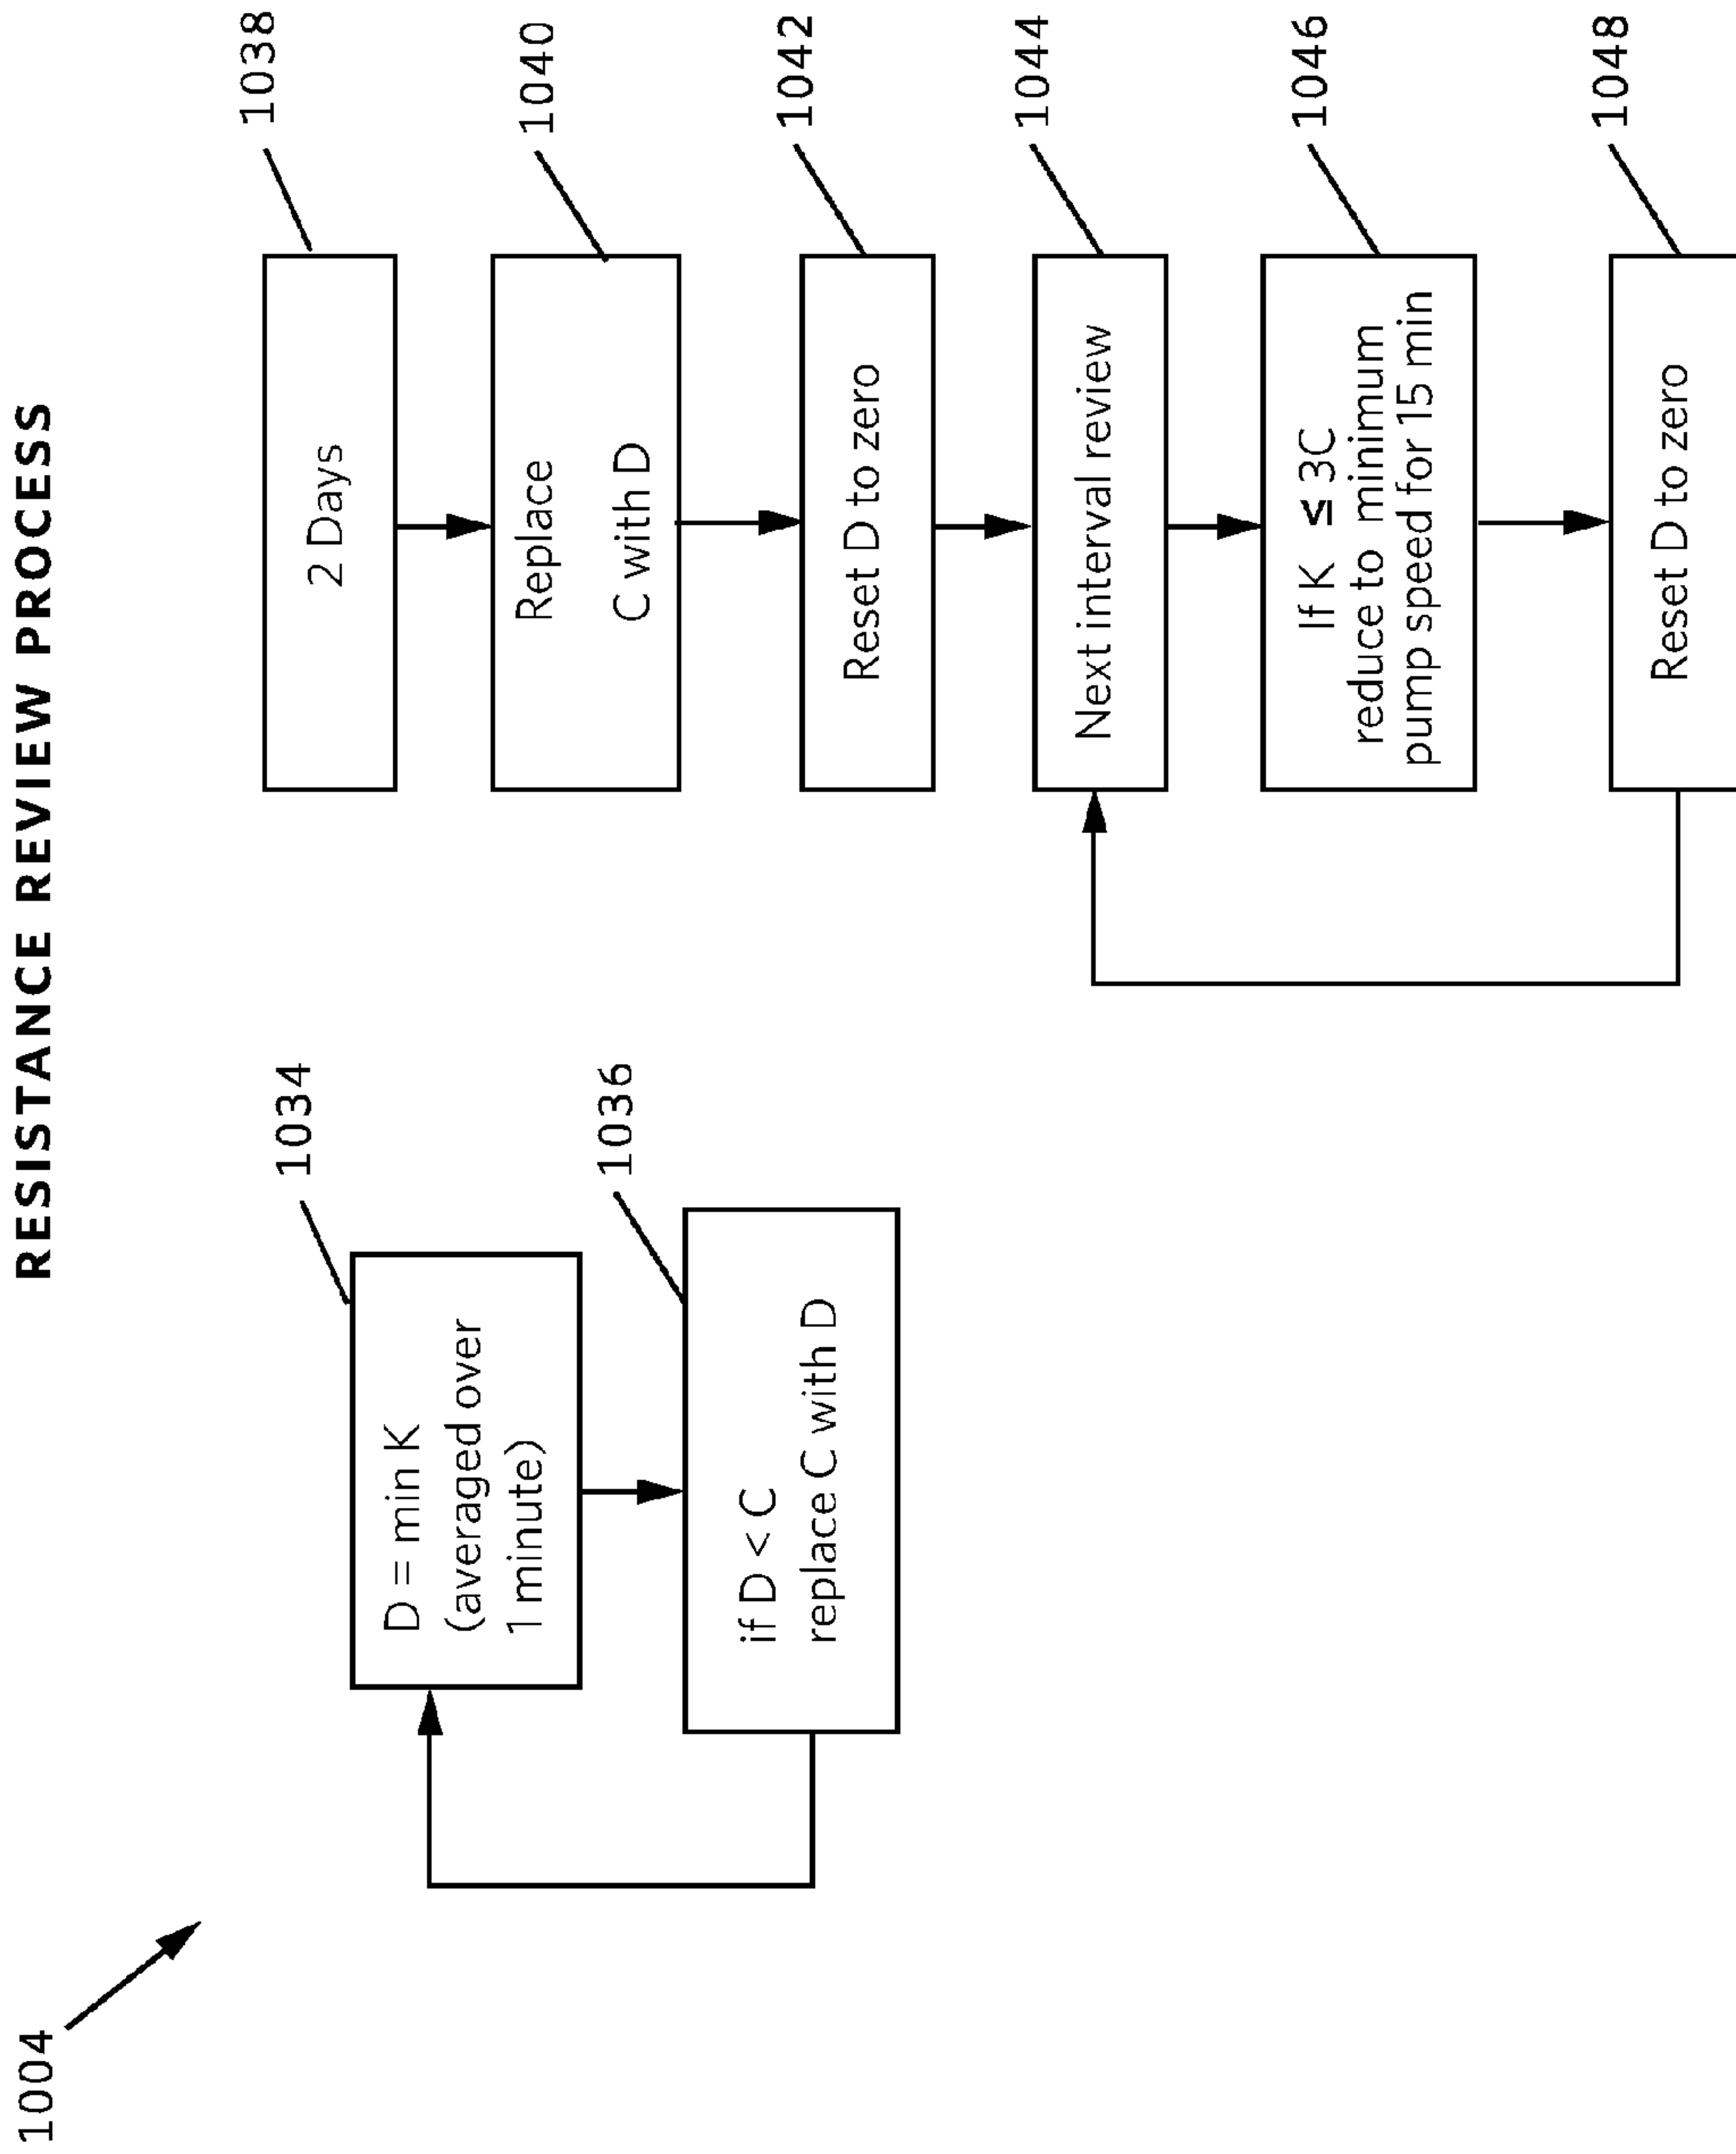 RESISTANCE REVIEW PROCESS
1004
1034
D = min K
(averaged over
1 minute)
1036
if D < C
replace C with D
1038
2 Days
1040
Replace
C with D
1042
Reset D to zero
1044
Next interval review
1046
If K ≤ 3C
reduce to minimum
pump speed for 15 min
1048
Reset D to zero